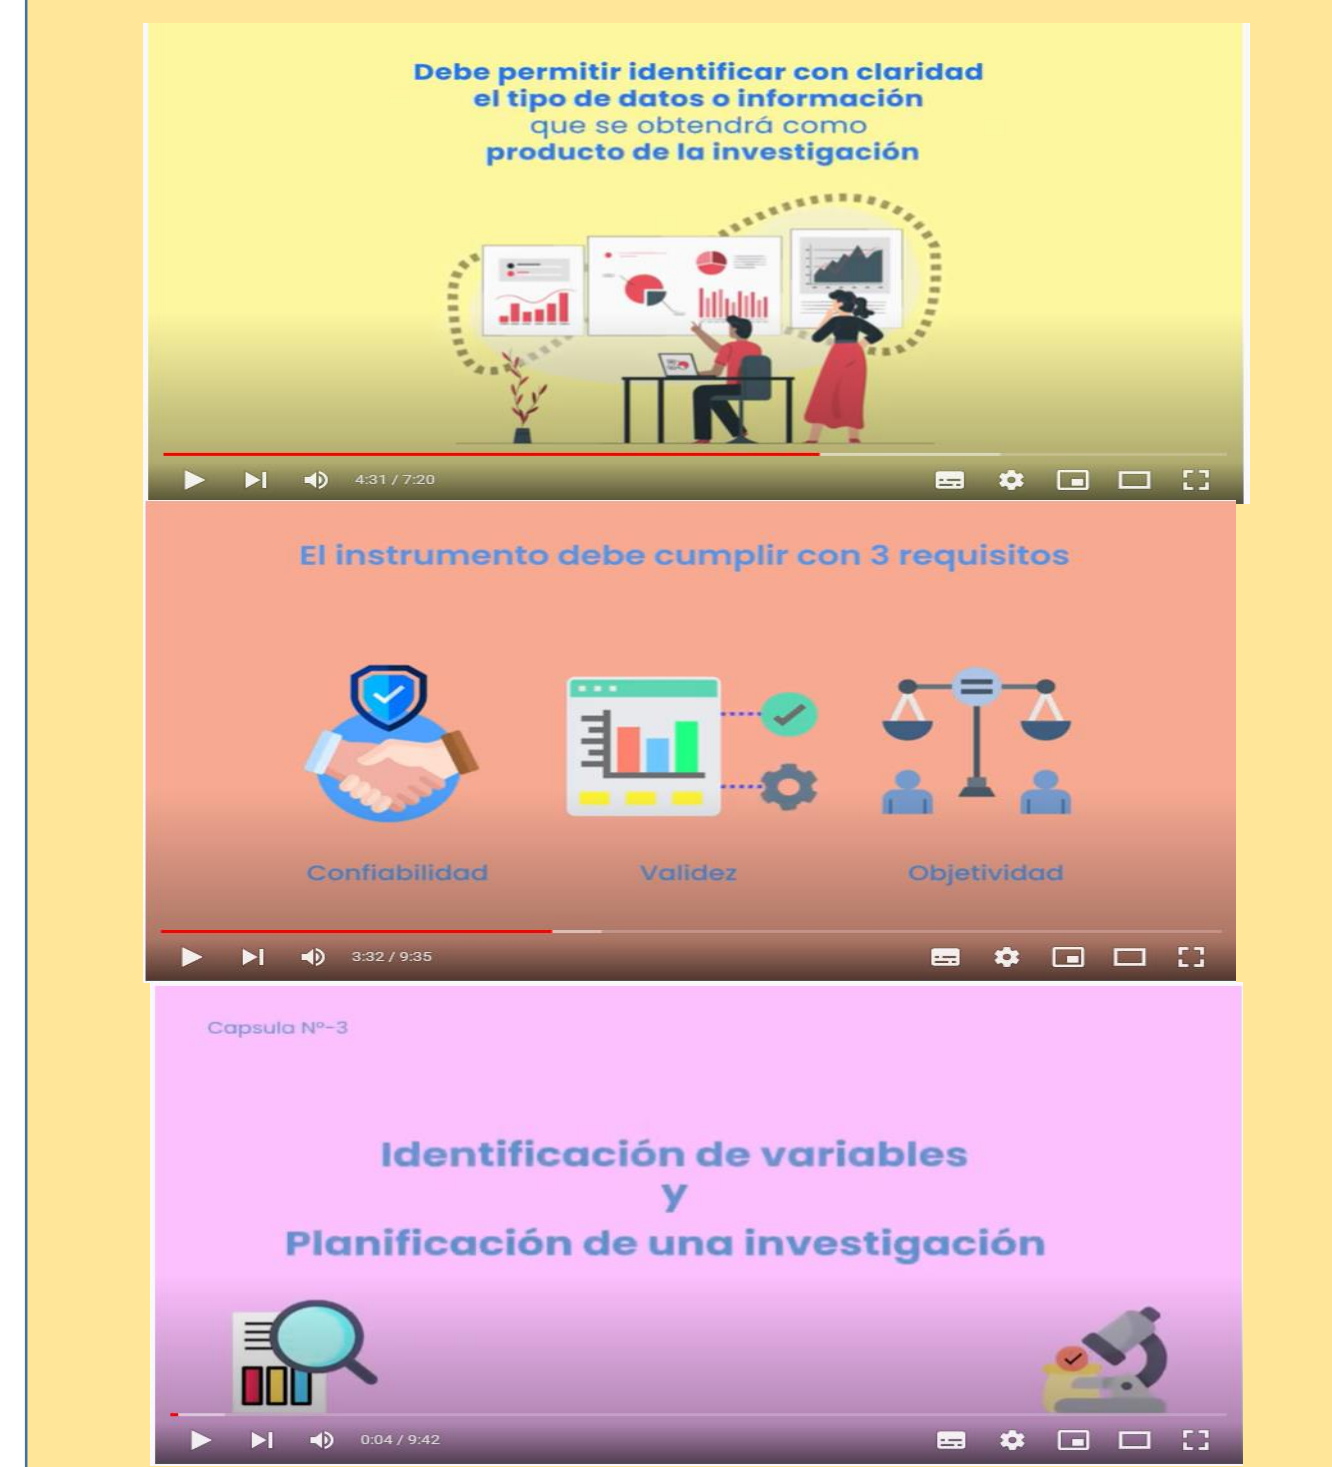 Debe permitir identificar con claridad
el tipo de datos o información
que se obtendrá como
producto de la investigación
4:31 / 7:20
El instrumento debe cumplir con 3 requisitos
Confiabilidad Validez Objetividad
3:32 / 9:35
Capsula Nº-3
Identificación de variables
y
Planificación de una investigación
0:04 / 9:42